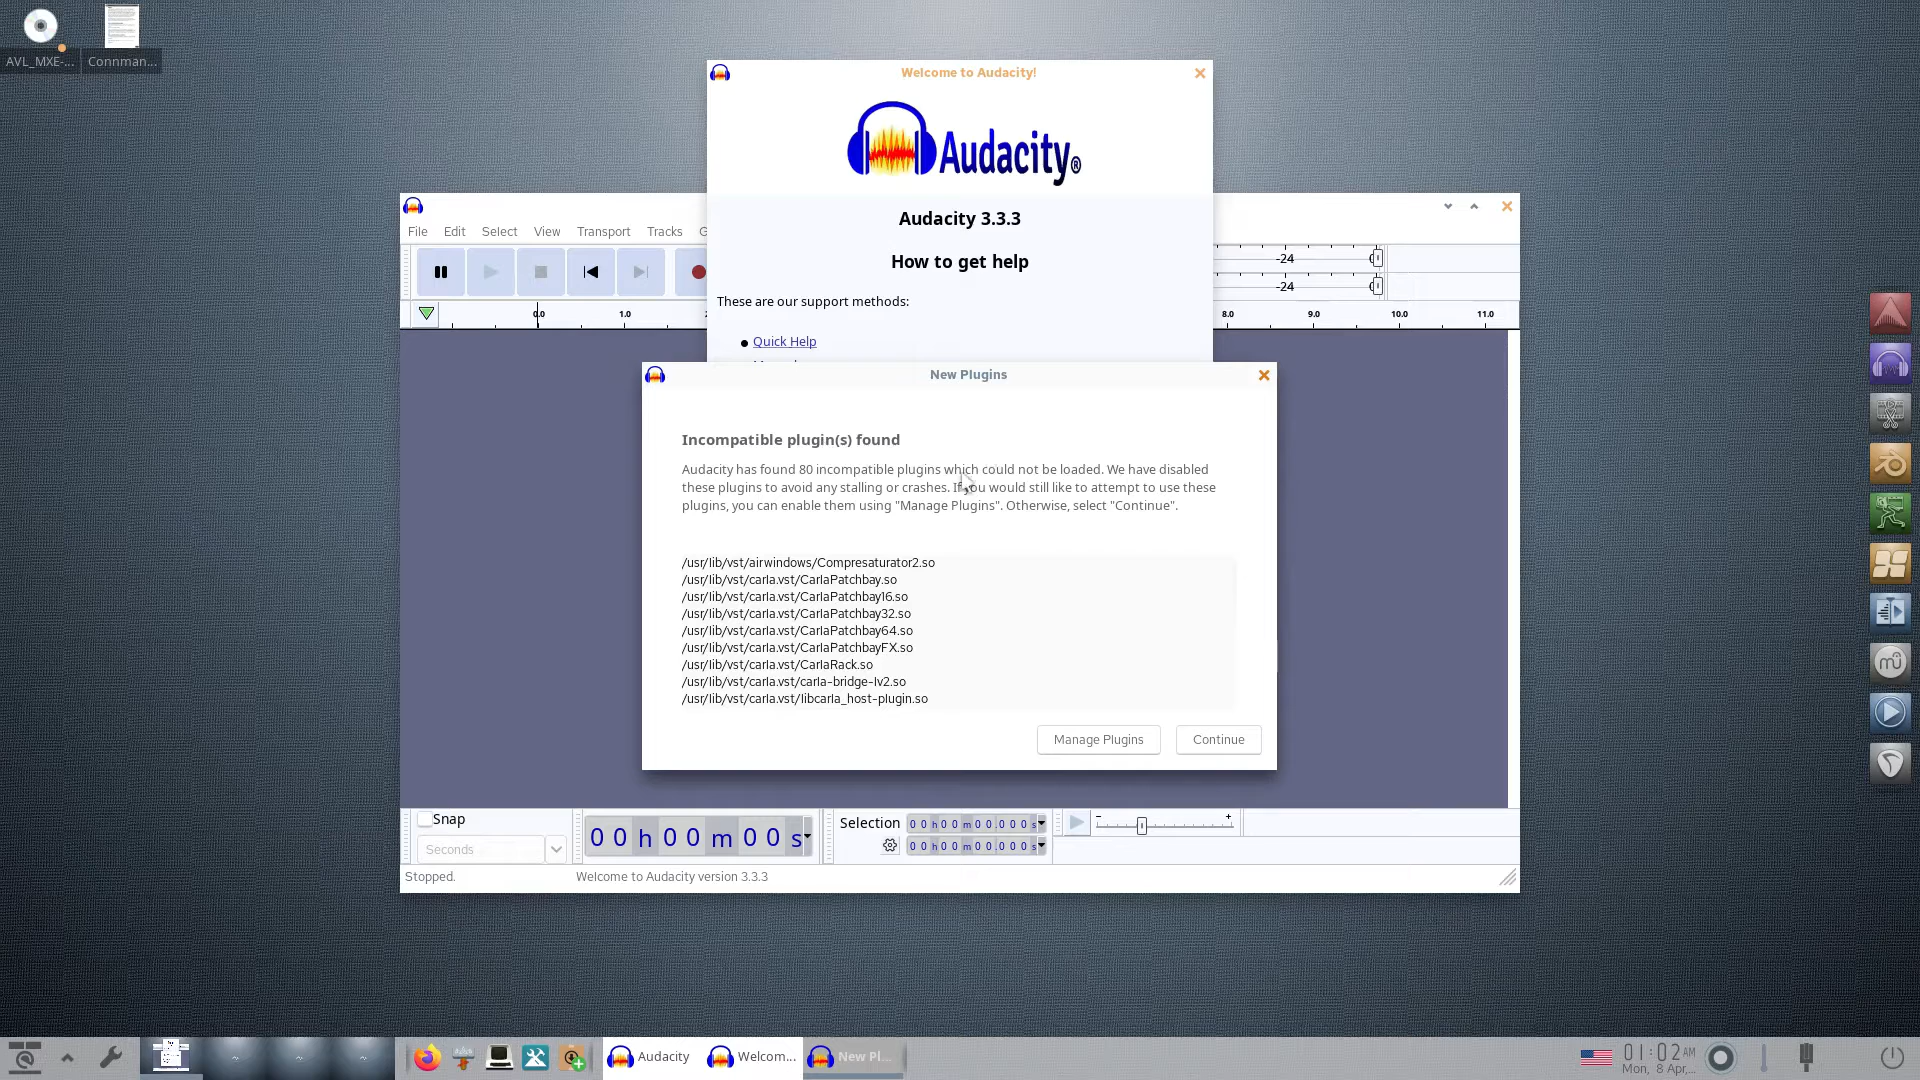 AVL_MXE-...
Connman...
Welcome to Audacity!
Audacity®
Audacity 3.3.3
How to get help
These are our support methods:
Quick Help
File Edit Select View Transport Tracks G
-24 0
-24 0
0.0 1.0 2 8.0 9.0 10.0 11.0
New Plugins
Incompatible plugin(s) found
Audacity has found 80 incompatible plugins which could not be loaded. We have disabled
these plugins to avoid any stalling or crashes. If you would still like to attempt to use these
plugins, you can enable them using "Manage Plugins". Otherwise, select "Continue".
/usr/lib/vst/airwindows/Compresaturator2.so
/usr/lib/vst/carla.vst/CarlaPatchbay.so
/usr/lib/vst/carla.vst/CarlaPatchbay16.so
/usr/lib/vst/carla.vst/CarlaPatchbay32.so
/usr/lib/vst/carla.vst/CarlaPatchbay64.so
/usr/lib/vst/carla.vst/CarlaPatchbayFX.so
/usr/lib/vst/carla.vst/CarlaRack.so
/usr/lib/vst/carla.vst/carla-bridge-lv2.so
/usr/lib/vst/carla.vst/libcarla_host-plugin.so
Manage Plugins Continue
Snap
Seconds
00h00m00s
Selection
00h00m00.000s
00h00m00.000s
- +
Stopped.
Welcome to Audacity version 3.3.3
Audacity
Welcom...
New Pl...
01:02 AM
Mon, 8 Apr,...